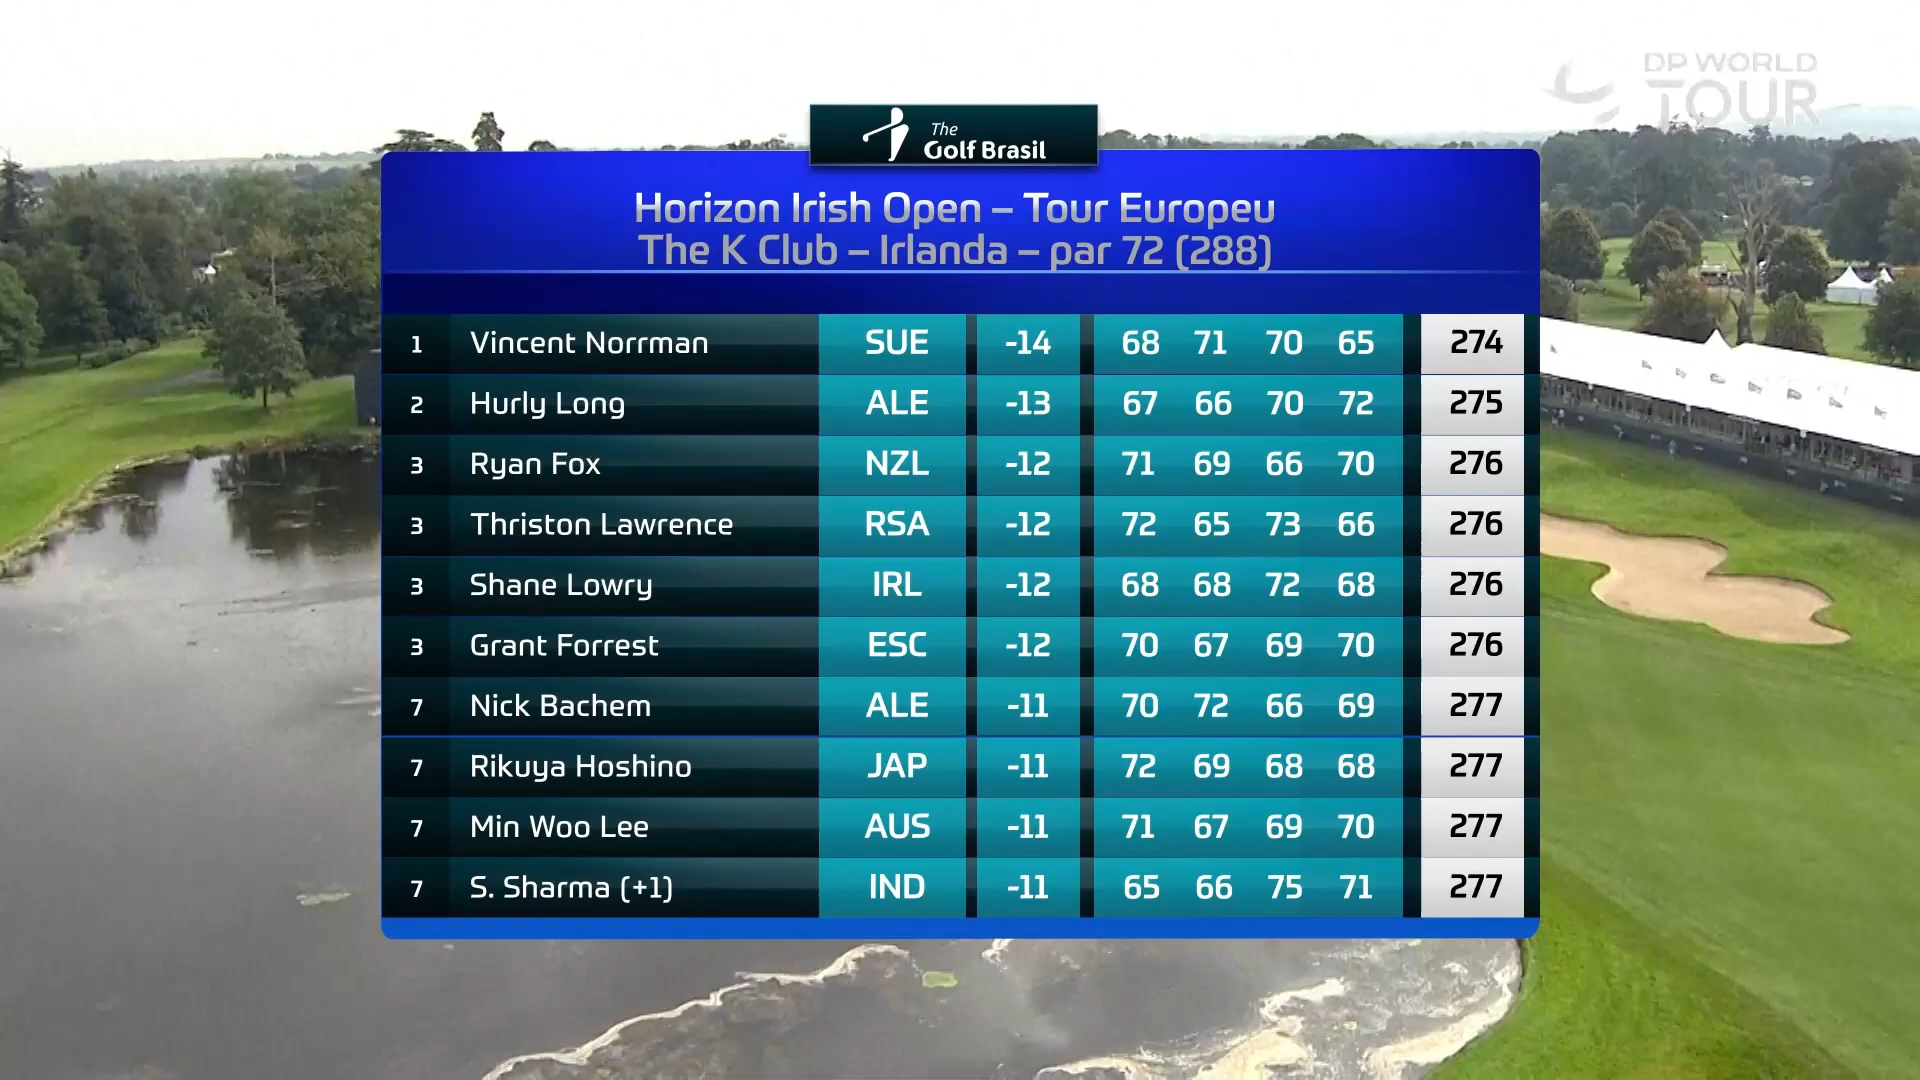 DP WORLD
TOUR
The
Golf Brasil
Horizon Irish Open – Tour Europeu
The K Club – Irlanda – par 72 (288)
1 Vincent Norrman SUE -14 68 71 70 65 274
2 Hurly Long ALE -13 67 66 70 72 275
3 Ryan Fox NZL -12 71 69 66 70 276
3 Thriston Lawrence RSA -12 72 65 73 66 276
3 Shane Lowry IRL -12 68 68 72 68 276
3 Grant Forrest ESC -12 70 67 69 70 276
7 Nick Bachem ALE -11 70 72 66 69 277
7 Rikuya Hoshino JAP -11 72 69 68 68 277
7 Min Woo Lee AUS -11 71 67 69 70 277
7 S. Sharma (+1) IND -11 65 66 75 71 277